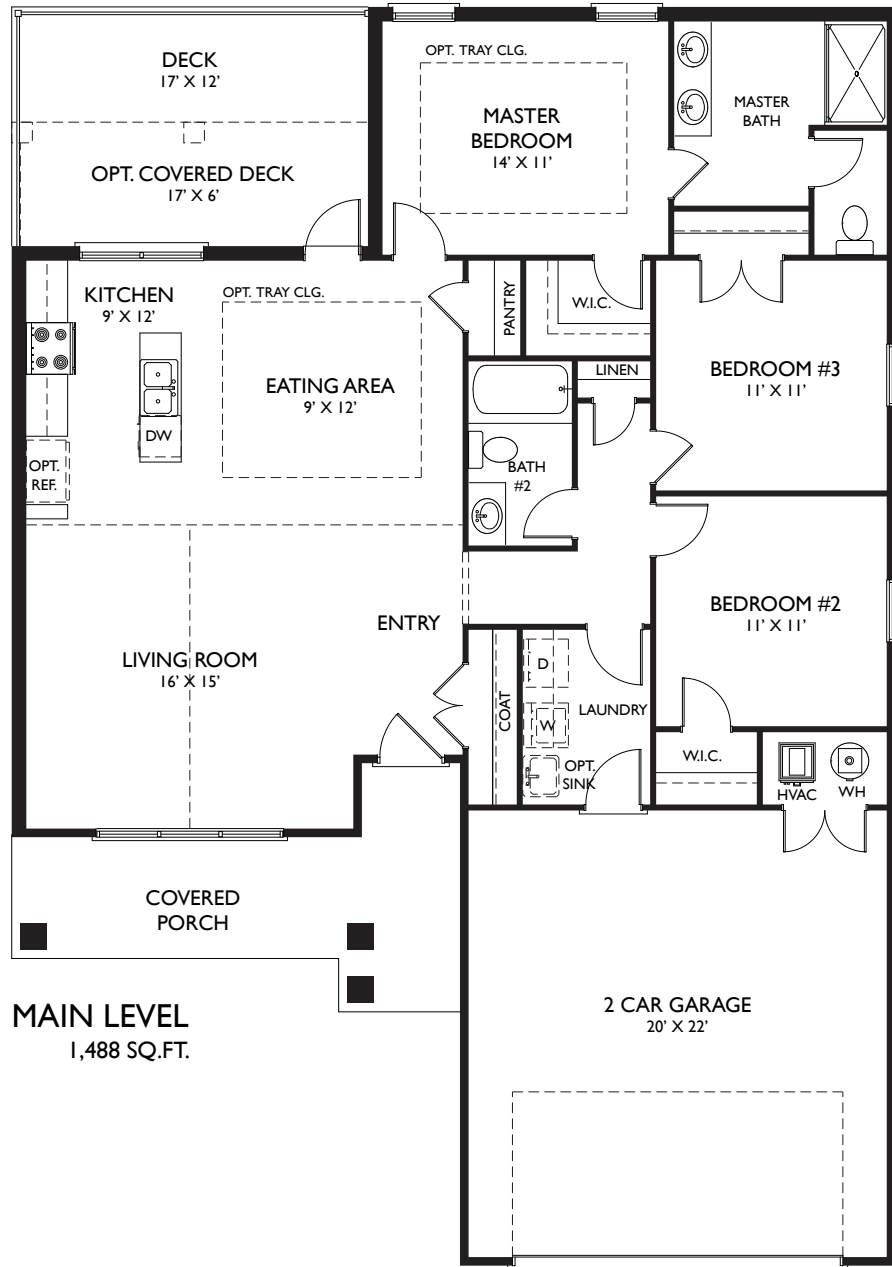 DECK
17’ X 12’
OPT. COVERED DECK
17’ X 6’
OPT. TRAY CLG.
MASTER
BEDROOM
14’ X 11’
MASTER
BATH
KITCHEN
9’ X 12’
OPT. TRAY CLG.
EATING AREA
9’ X 12’
DW
OPT.
REF.
PANTRY
W.I.C.
LINEN
BATH
#2
BEDROOM #3
11’ X 11’
BEDROOM #2
11’ X 11’
ENTRY
LIVING ROOM
16’ X 15’
COAT
D
W
LAUNDRY
OPT.
SINK
W.I.C.
HVAC
WH
COVERED
PORCH
2 CAR GARAGE
20’ X 22’
MAIN LEVEL
1,488 SQ.FT.